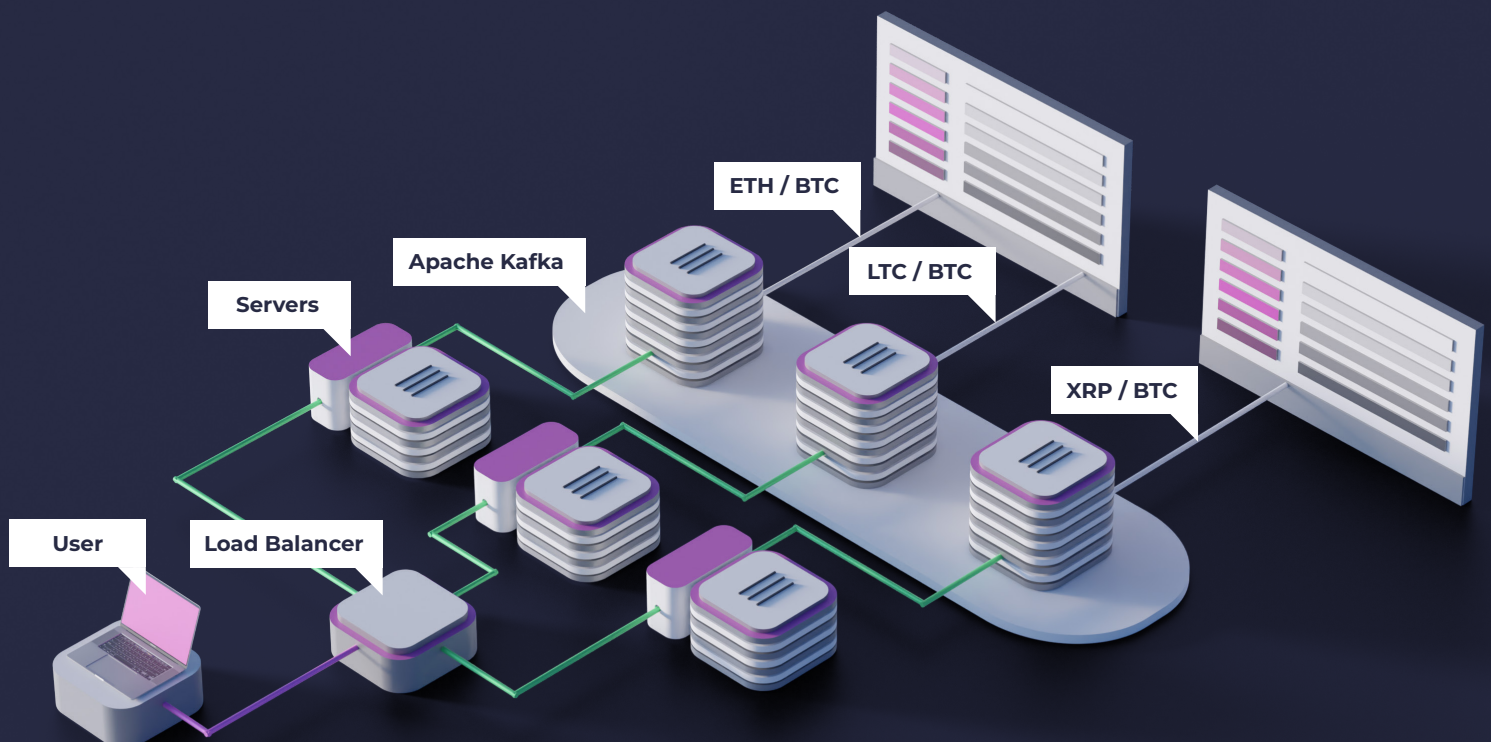 ETH / BTC
Apache Kafka
LTC / BTC
Servers
XRP / BTC
User
Load Balancer